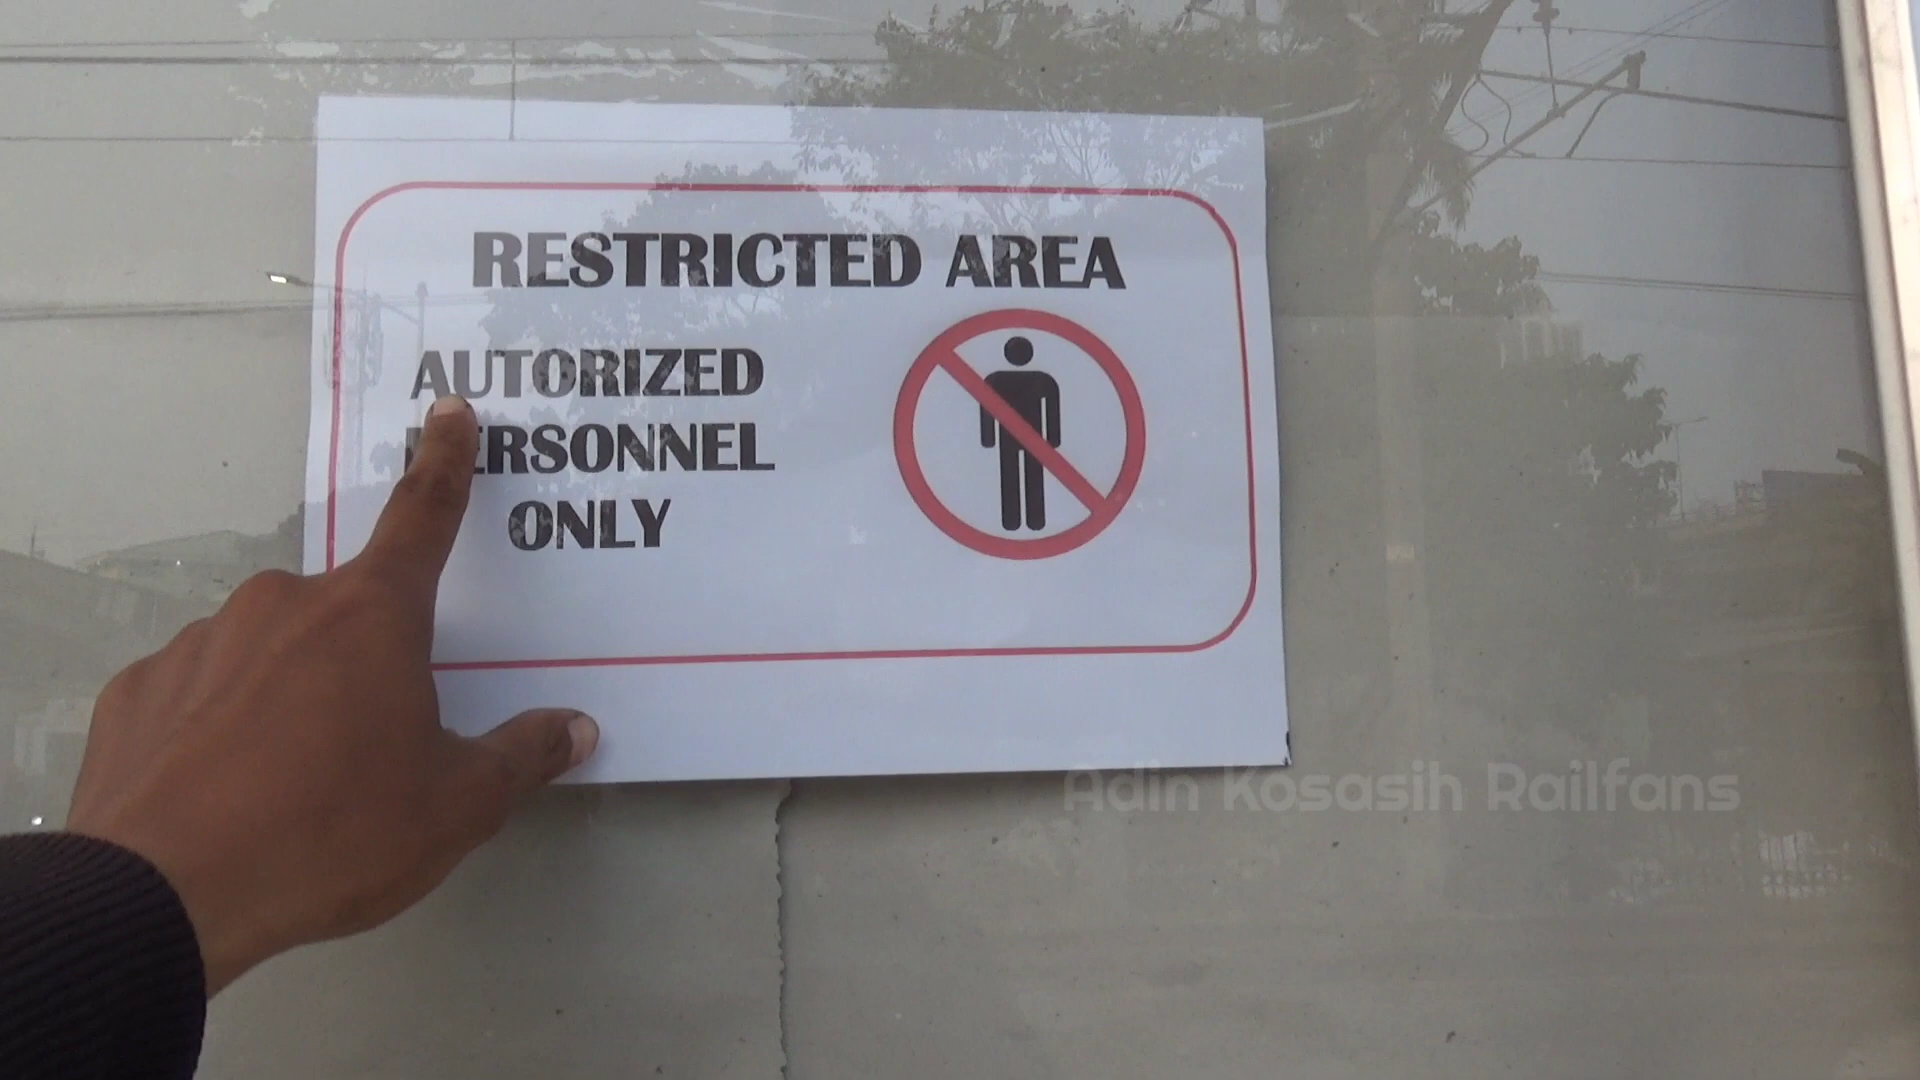 RESTRICTED AREA
AUTORIZED
PERSONNEL
ONLY
Adin Kosasih Railfans